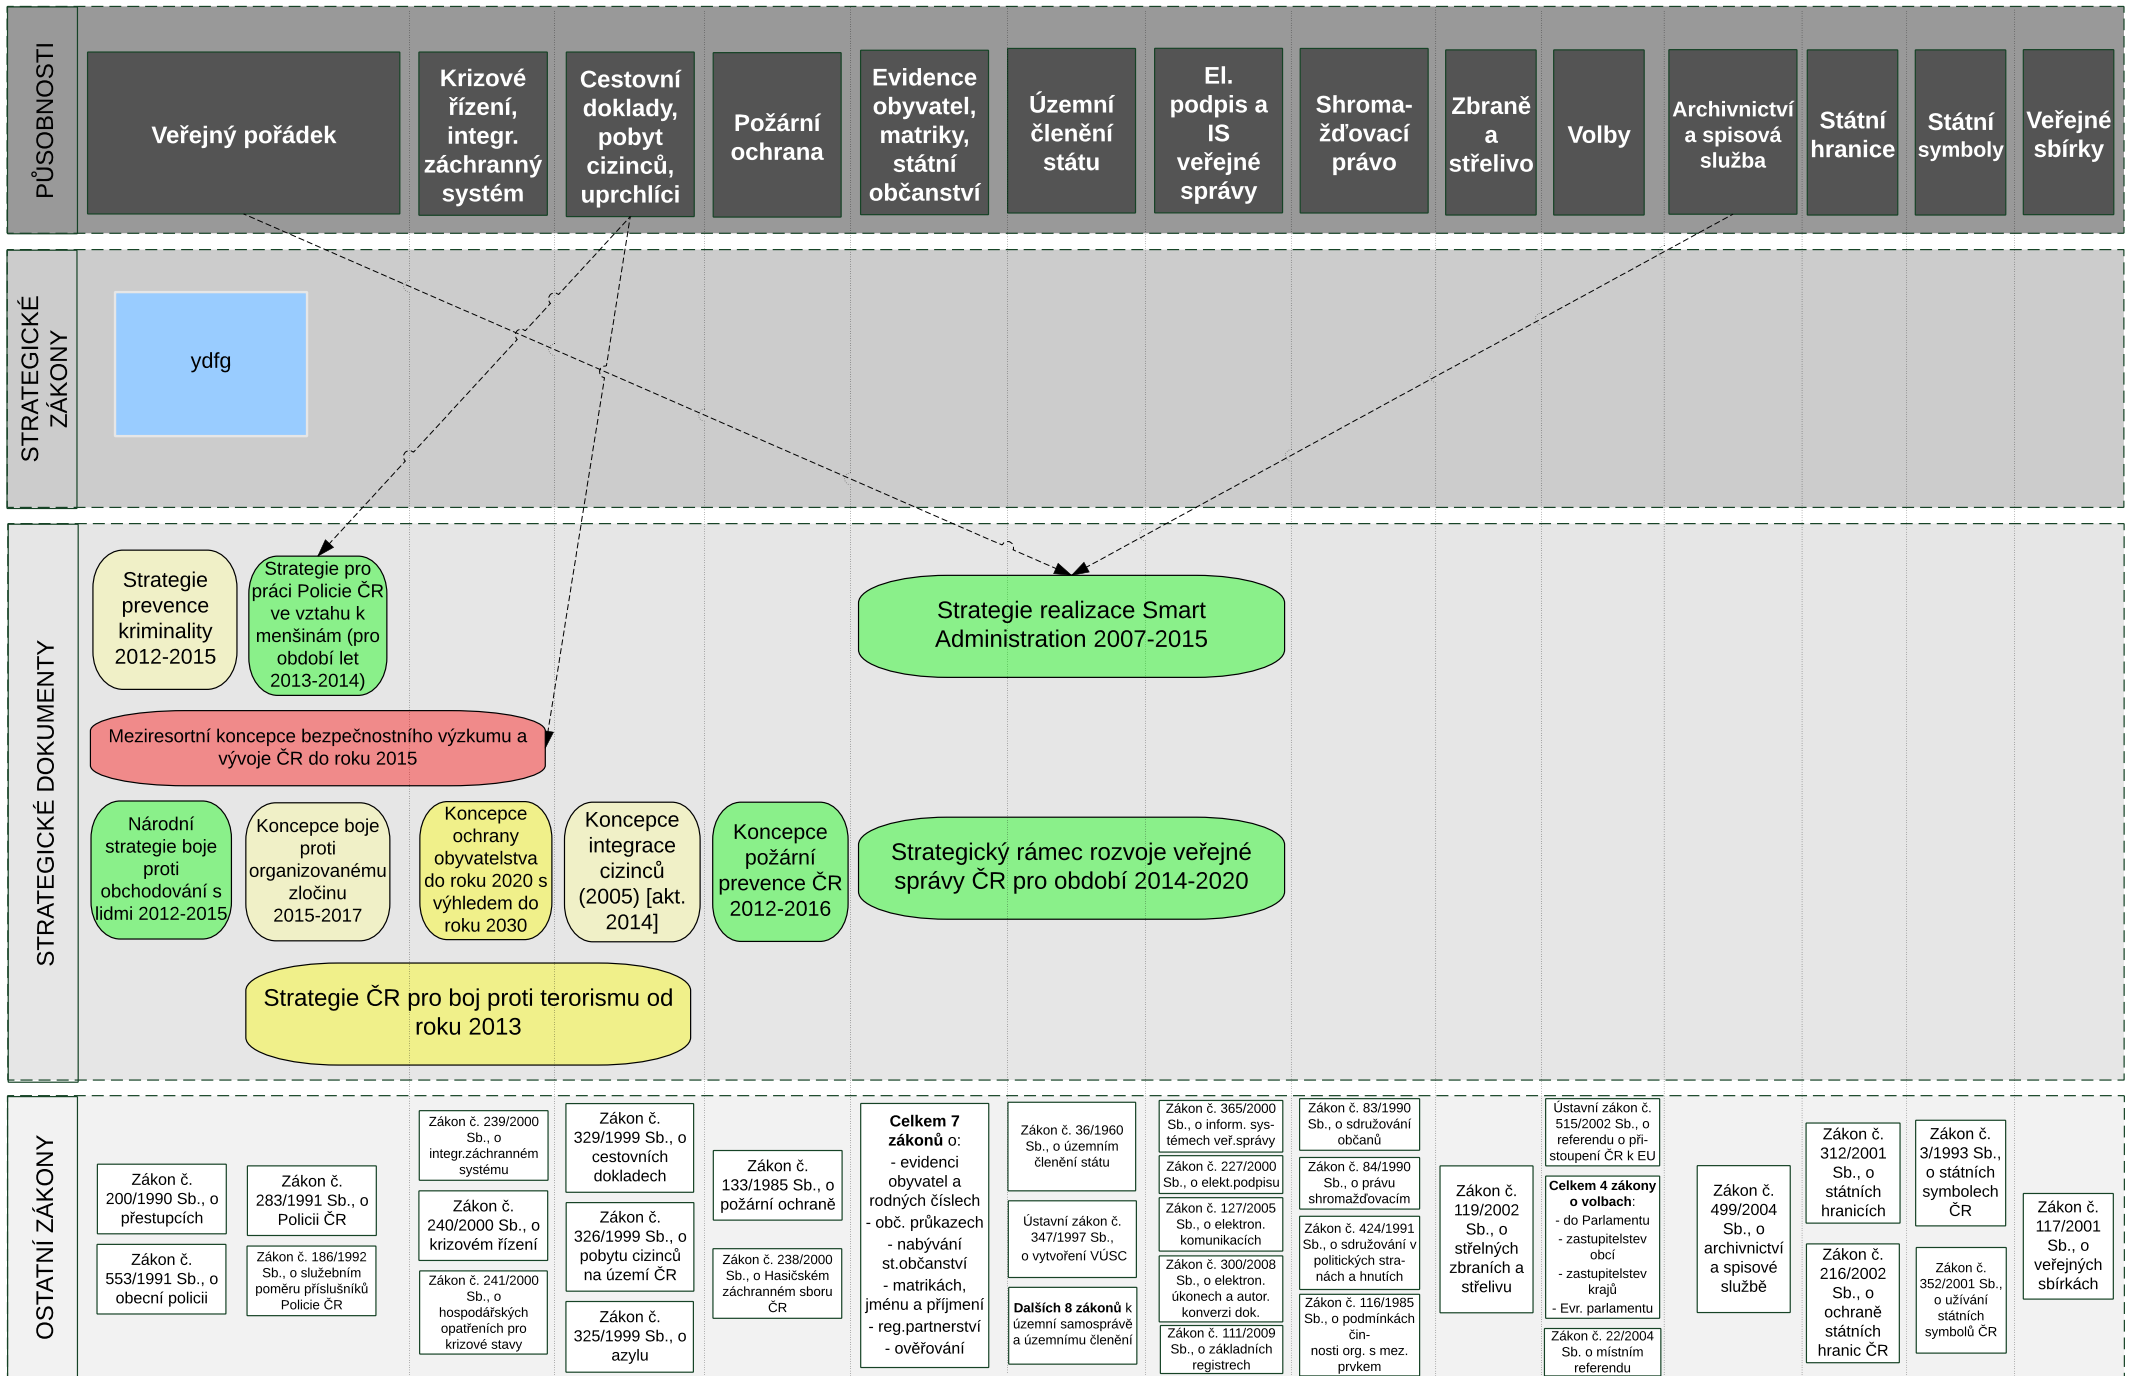 PŮSOBNOSTI
Veřejný pořádek
Krizové
řízení,
integr.
záchranný
systém
Cestovní
doklady,
pobyt
cizinců,
uprchlíci
Požární
ochrana
Evidence
obyvatel,
matriky,
státní
občanství
Územní
členění
státu
El.
podpis a
IS
veřejné
správy
Shroma-
žďovací
právo
Zbraně
a
střelivo
Volby
Archivnictví
a spisová
služba
Státní
hranice
Státní
symboly
Veřejné
sbírky
STRATEGICKÉ
ZÁKONY
ydfg
STRATEGICKÉ DOKUMENTY
Strategie
prevence
kriminality
2012-2015
Strategie pro
práci Policie ČR
ve vztahu k
menšinám (pro
období let
2013-2014)
Strategie realizace Smart
Administration 2007-2015
Meziresortní koncepce bezpečnostního výzkumu a
vývoje ČR do roku 2015
Národní
strategie boje
proti
obchodování s
lidmi 2012-2015
Koncepce boje
proti
organizovanému
zločinu
2015-2017
Koncepce
ochrany
obyvatelstva
do roku 2020 s
výhledem do
roku 2030
Koncepce
integrace
cizinců
(2005) [akt.
2014]
Koncepce
požární
prevence ČR
2012-2016
Strategický rámec rozvoje veřejné
správy ČR pro období 2014-2020
Strategie ČR pro boj proti terorismu od
roku 2013
OSTATNÍ ZÁKONY
Zákon č.
200/1990 Sb., o
přestupcích
Zákon č.
553/1991 Sb., o
obecní policii
Zákon č.
283/1991 Sb., o
Policii ČR
Zákon č. 186/1992
Sb., o služebním
poměru příslušníků
Policie ČR
Zákon č. 239/2000
Sb., o
integr.záchranném
systému
Zákon č.
240/2000 Sb., o
krizovém řízení
Zákon č. 241/2000
Sb., o
hospodářských
opatřeních pro
krizové stavy
Zákon č.
329/1999 Sb., o
cestovních
dokladech
Zákon č.
326/1999 Sb., o
pobytu cizinců
na území ČR
Zákon č.
325/1999 Sb., o
azylu
Zákon č.
133/1985 Sb., o
požární ochraně
Zákon č. 238/2000
Sb., o Hasičském
záchranném sboru
ČR
Celkem 7
zákonů o:
- evidenci
obyvatel a
rodných číslech
- obč. průkazech
- nabývání
st.občanství
- matrikách,
jménu a příjmení
- reg.partnerství
- ověřování
Zákon č. 36/1960
Sb., o územním
členění státu
Ústavní zákon č.
347/1997 Sb.,
o vytvoření VÚSC
Dalších 8 zákonů k
územní samosprávě
a územnímu členění
Zákon č. 365/2000
Sb., o inform. sys-
témech veř.správy
Zákon č. 227/2000
Sb., o elekt.podpisu
Zákon č. 127/2005
Sb., o elektron.
komunikacích
Zákon č. 300/2008
Sb., o elektron.
úkonech a autor.
konverzi dok.
Zákon č. 111/2009
Sb., o základních
registrech
Zákon č. 83/1990
Sb., o sdružování
občanů
Zákon č. 84/1990
Sb., o právu
shromažďovacím
Zákon č. 424/1991
Sb., o sdružování v
politických stra-
nách a hnutích
Zákon č. 116/1985
Sb., o podmínkách
čin-
nosti org. s mez.
prvkem
Zákon č.
119/2002
Sb., o
střelných
zbraních a
střelivu
Ústavní zákon č.
515/2002 Sb., o
referendu o při-
stoupení ČR k EU
Celkem 4 zákony
o volbach:
- do Parlamentu
- zastupitelstev
obcí
- zastupitelstev
krajů
- Evr. parlamentu
Zákon č. 22/2004
Sb. o místním
referendu
Zákon č.
499/2004
Sb., o
archivnictví
a spisové
službě
Zákon č.
312/2001
Sb., o
státních
hranicích
Zákon č.
216/2002
Sb., o
ochraně
státních
hranic ČR
Zákon č.
3/1993 Sb.,
o státních
symbolech
ČR
Zákon č.
352/2001 Sb.,
o užívání
státních
symbolů ČR
Zákon č.
117/2001
Sb., o
veřejných
sbírkách